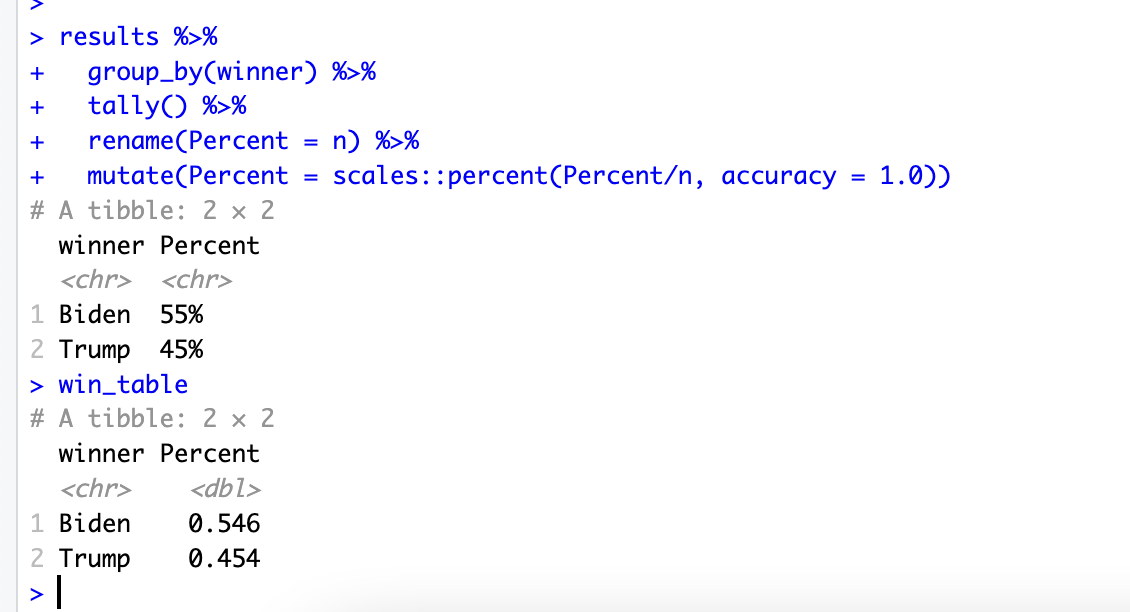 >
> results %>%
+   group_by(winner) %>%
+   tally() %>%
+   rename(Percent = n) %>%
+   mutate(Percent = scales::percent(Percent/n, accuracy = 1.0))
# A tibble: 2 × 2
  winner Percent
  <chr>  <chr>
1 Biden  55%
2 Trump  45%
> win_table
# A tibble: 2 × 2
  winner Percent
  <chr>    <dbl>
1 Biden    0.546
2 Trump    0.454
>